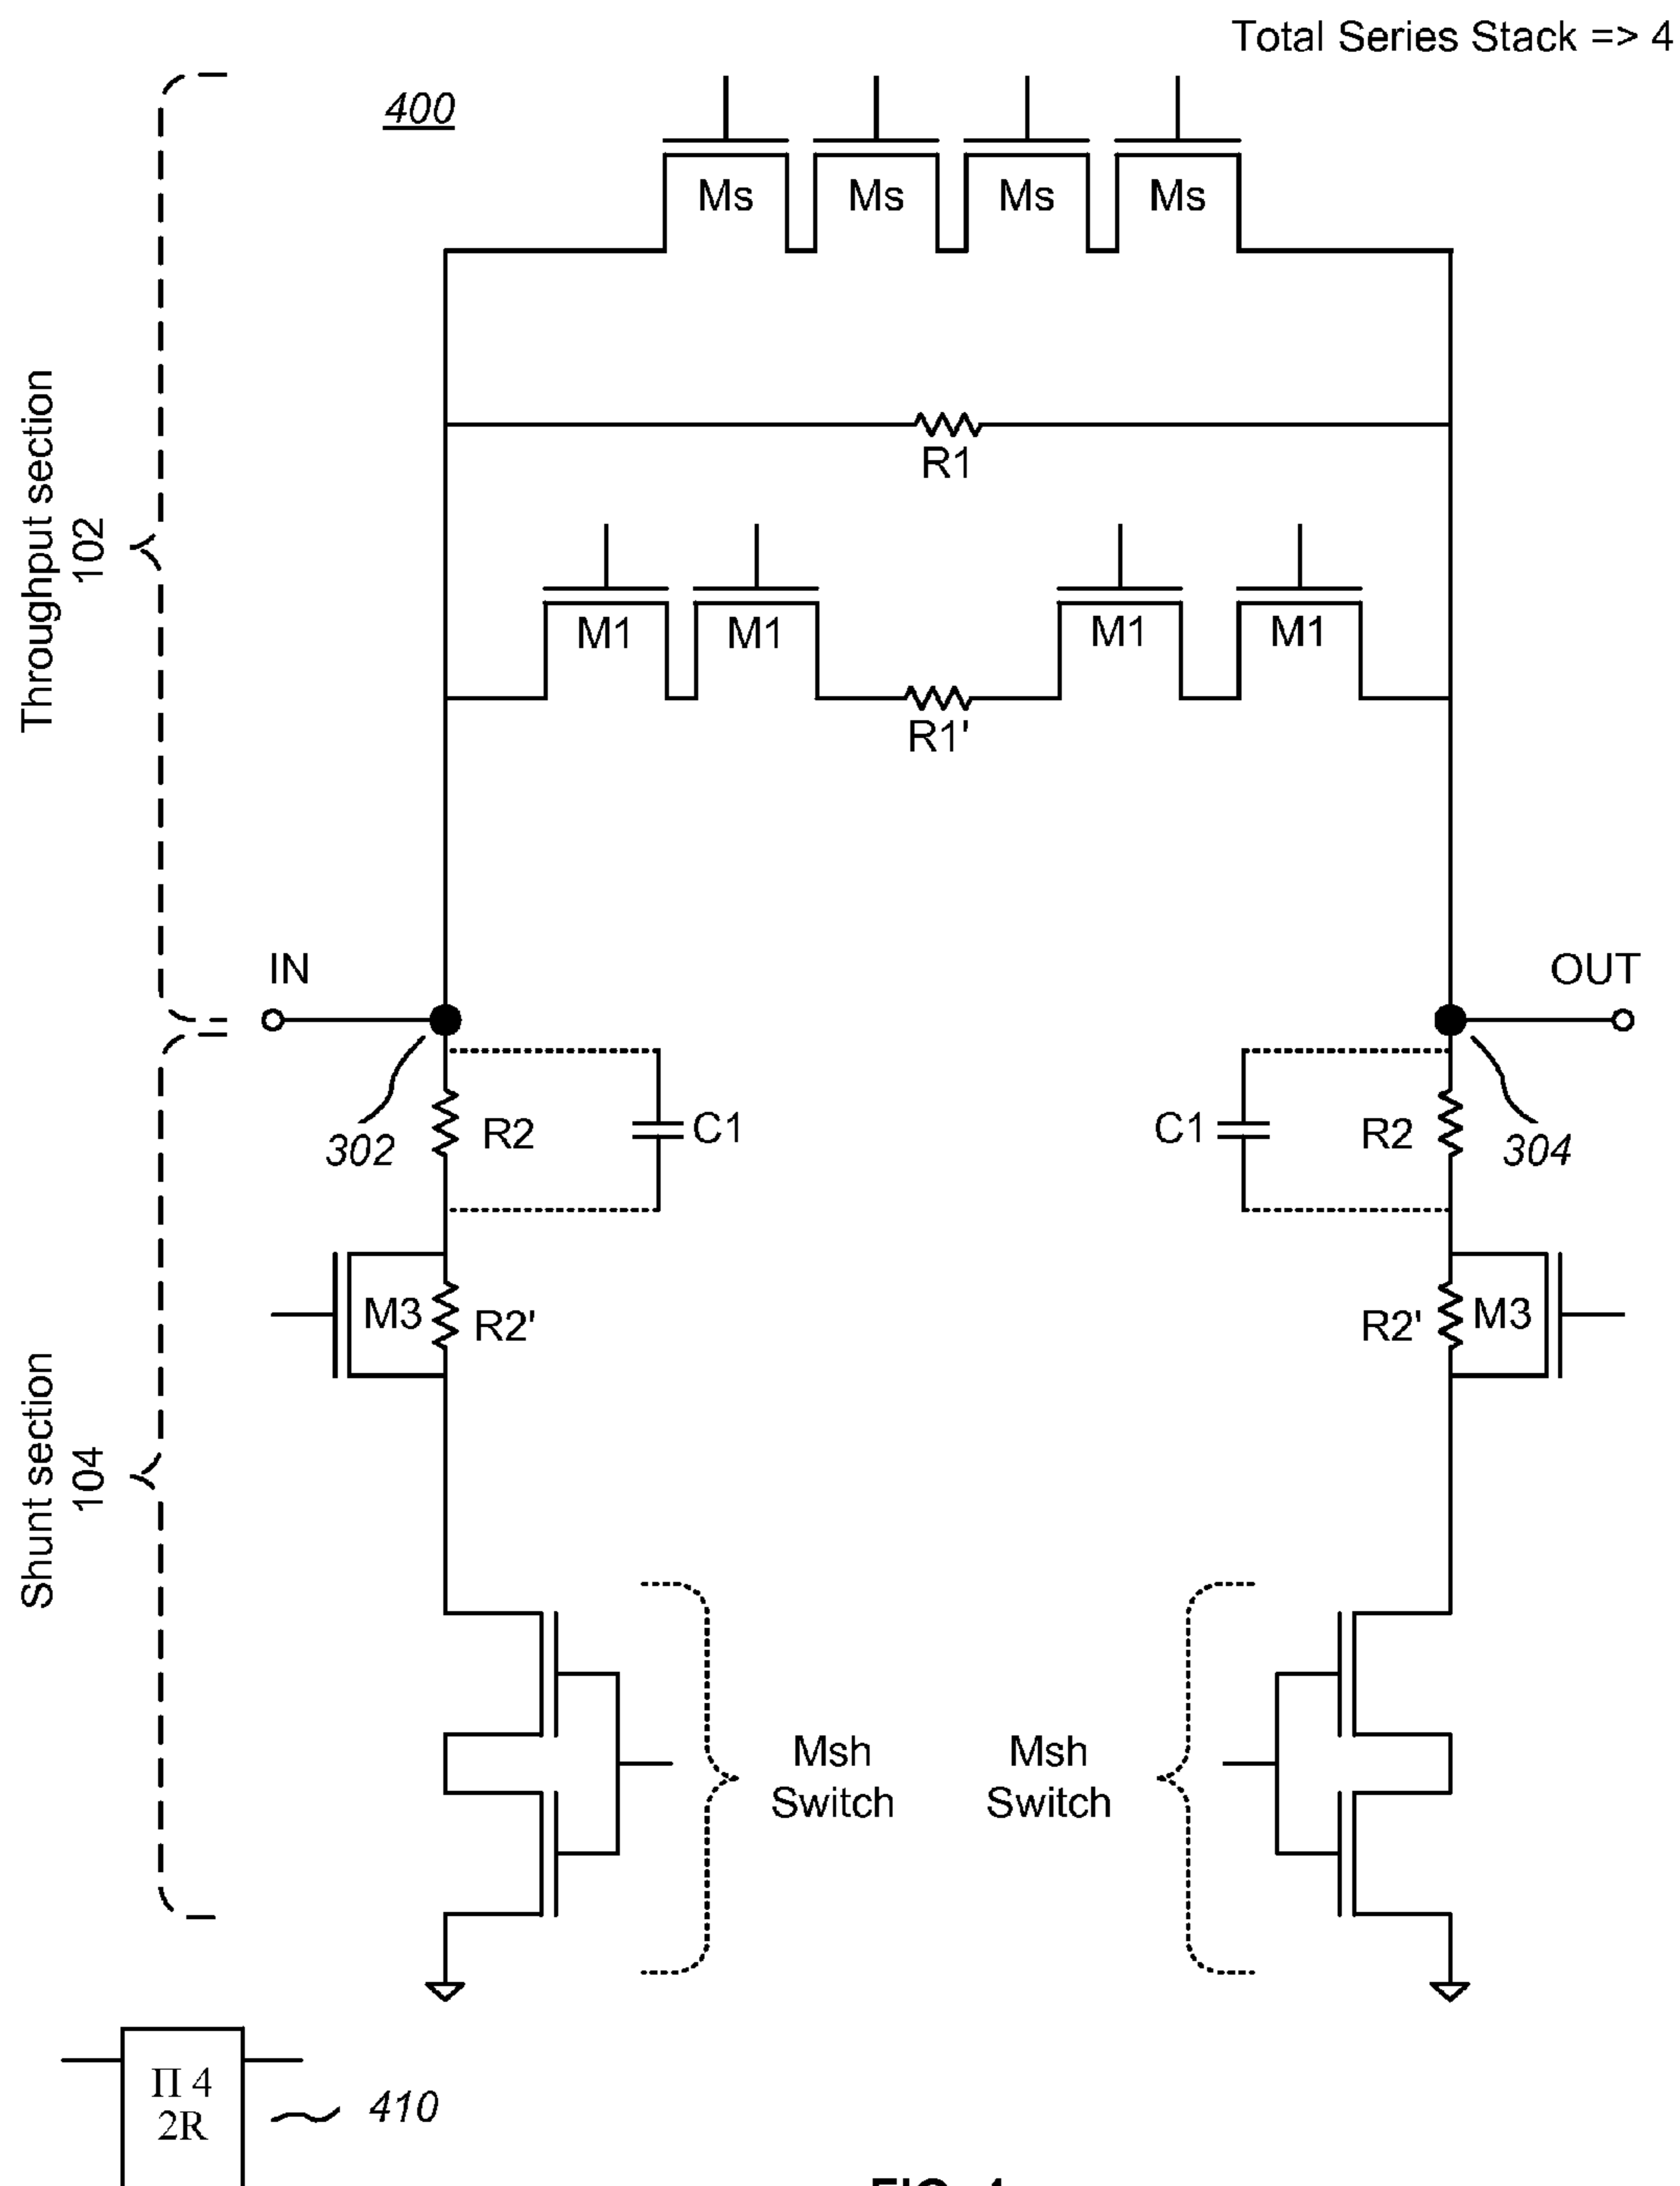 Total Series Stack => 4
400
Ms Ms Ms Ms
R1
M1 M1 M1 M1
R1'
Throughput section
102
IN
OUT
302
R2
C1
C1
R2
304
M3
R2'
R2'
M3
Shunt section
104
Msh
Switch
Msh
Switch
Π 4
2R
410